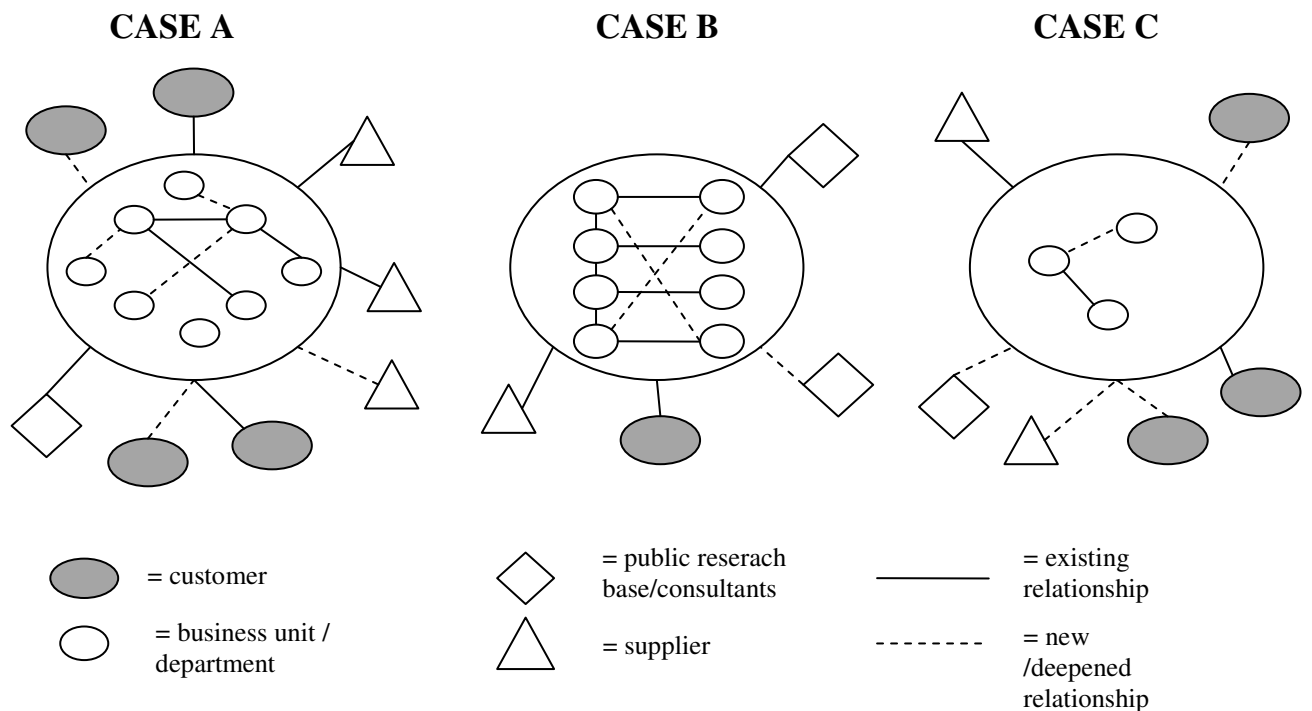 CASE A
CASE B
CASE C
= customer
= business unit /
department
= public reserach
base/consultants
= supplier
= existing
relationship
= new
/deepened
relationship